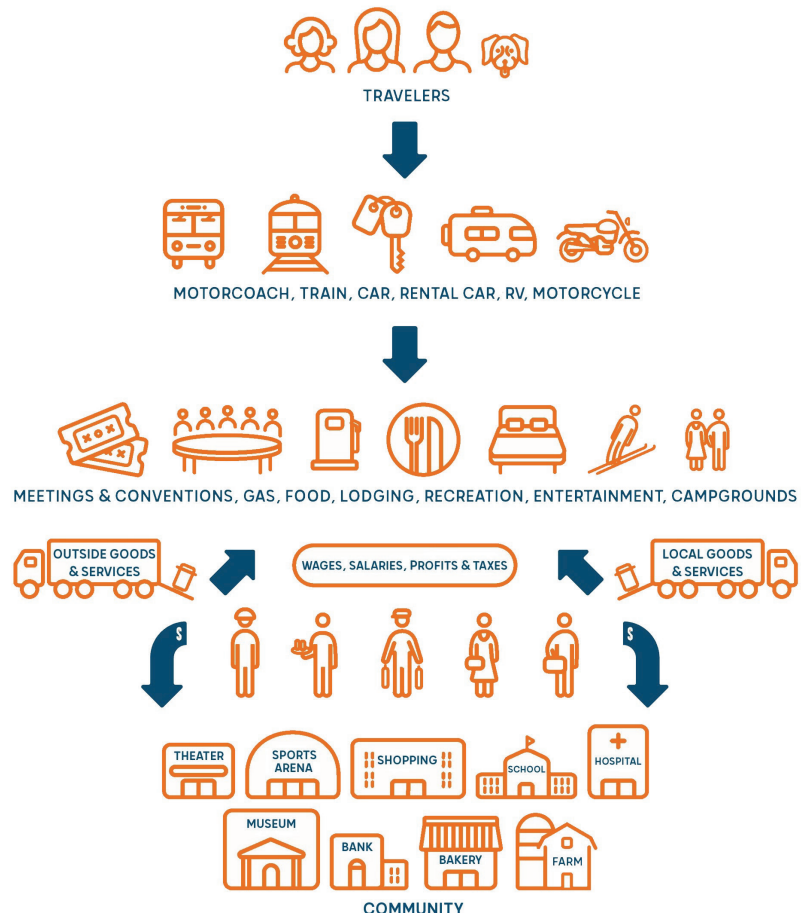 TRAVELERS
MOTORCOACH, TRAIN, CAR, RENTAL CAR, RV, MOTORCYCLE
MEETINGS & CONVENTIONS, GAS, FOOD, LODGING, RECREATION, ENTERTAINMENT, CAMPGROUNDS
OUTSIDE GOODS
& SERVICES
WAGES, SALARIES, PROFITS & TAXES
LOCAL GOODS
& SERVICES
$
$
THEATER
SPORTS
ARENA
SHOPPING
SCHOOL
HOSPITAL
MUSEUM
BANK
BAKERY
FARM
COMMUNITY